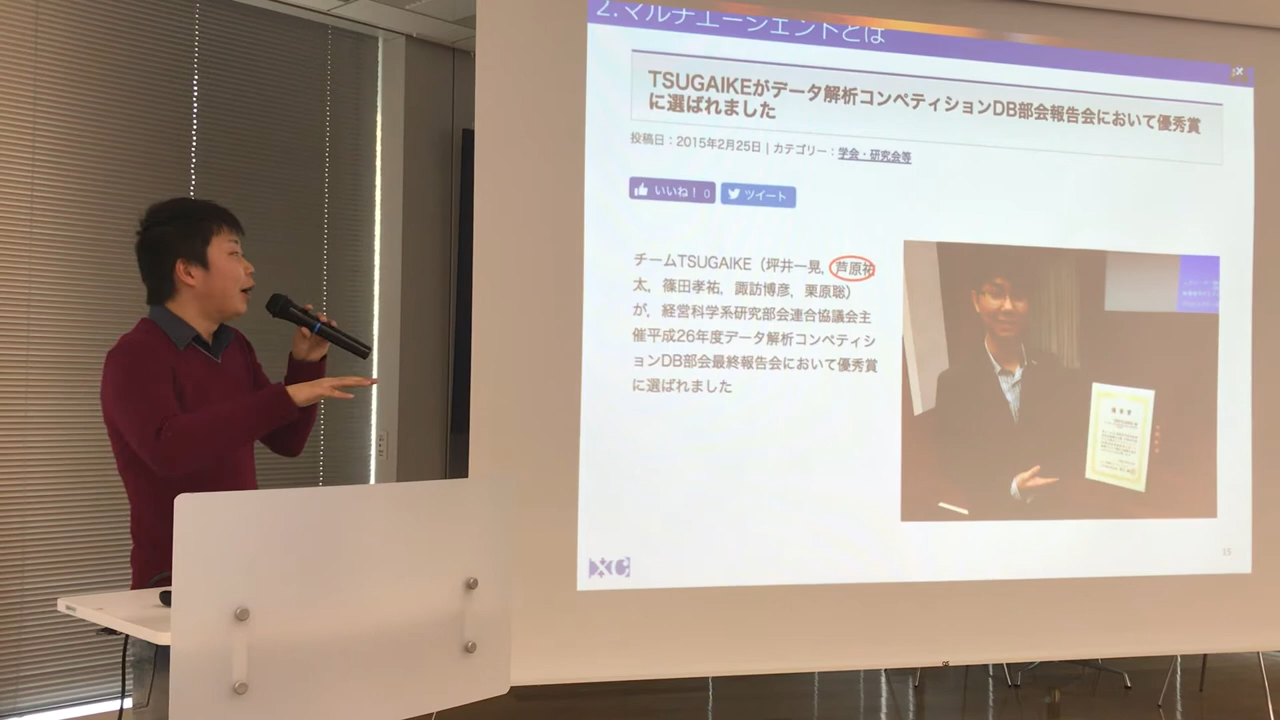 2.マルチエージェントとは
TSUGAIKEがデータ解析コンペティションDB部会報告会において優秀賞
に選ばれました
投稿日：2015年2月25日 | カテゴリー：学会・研究会等
いいね！ 0
ツイート
チームTSUGAIKE（坪井一晃，芦原祐
太，篠田孝祐，諏訪博彦，栗原聡）
が，経営科学系研究部会連合協議会主
催平成26年度データ解析コンペティシ
ョンDB部会最終報告会において優秀賞
に選ばれました
15